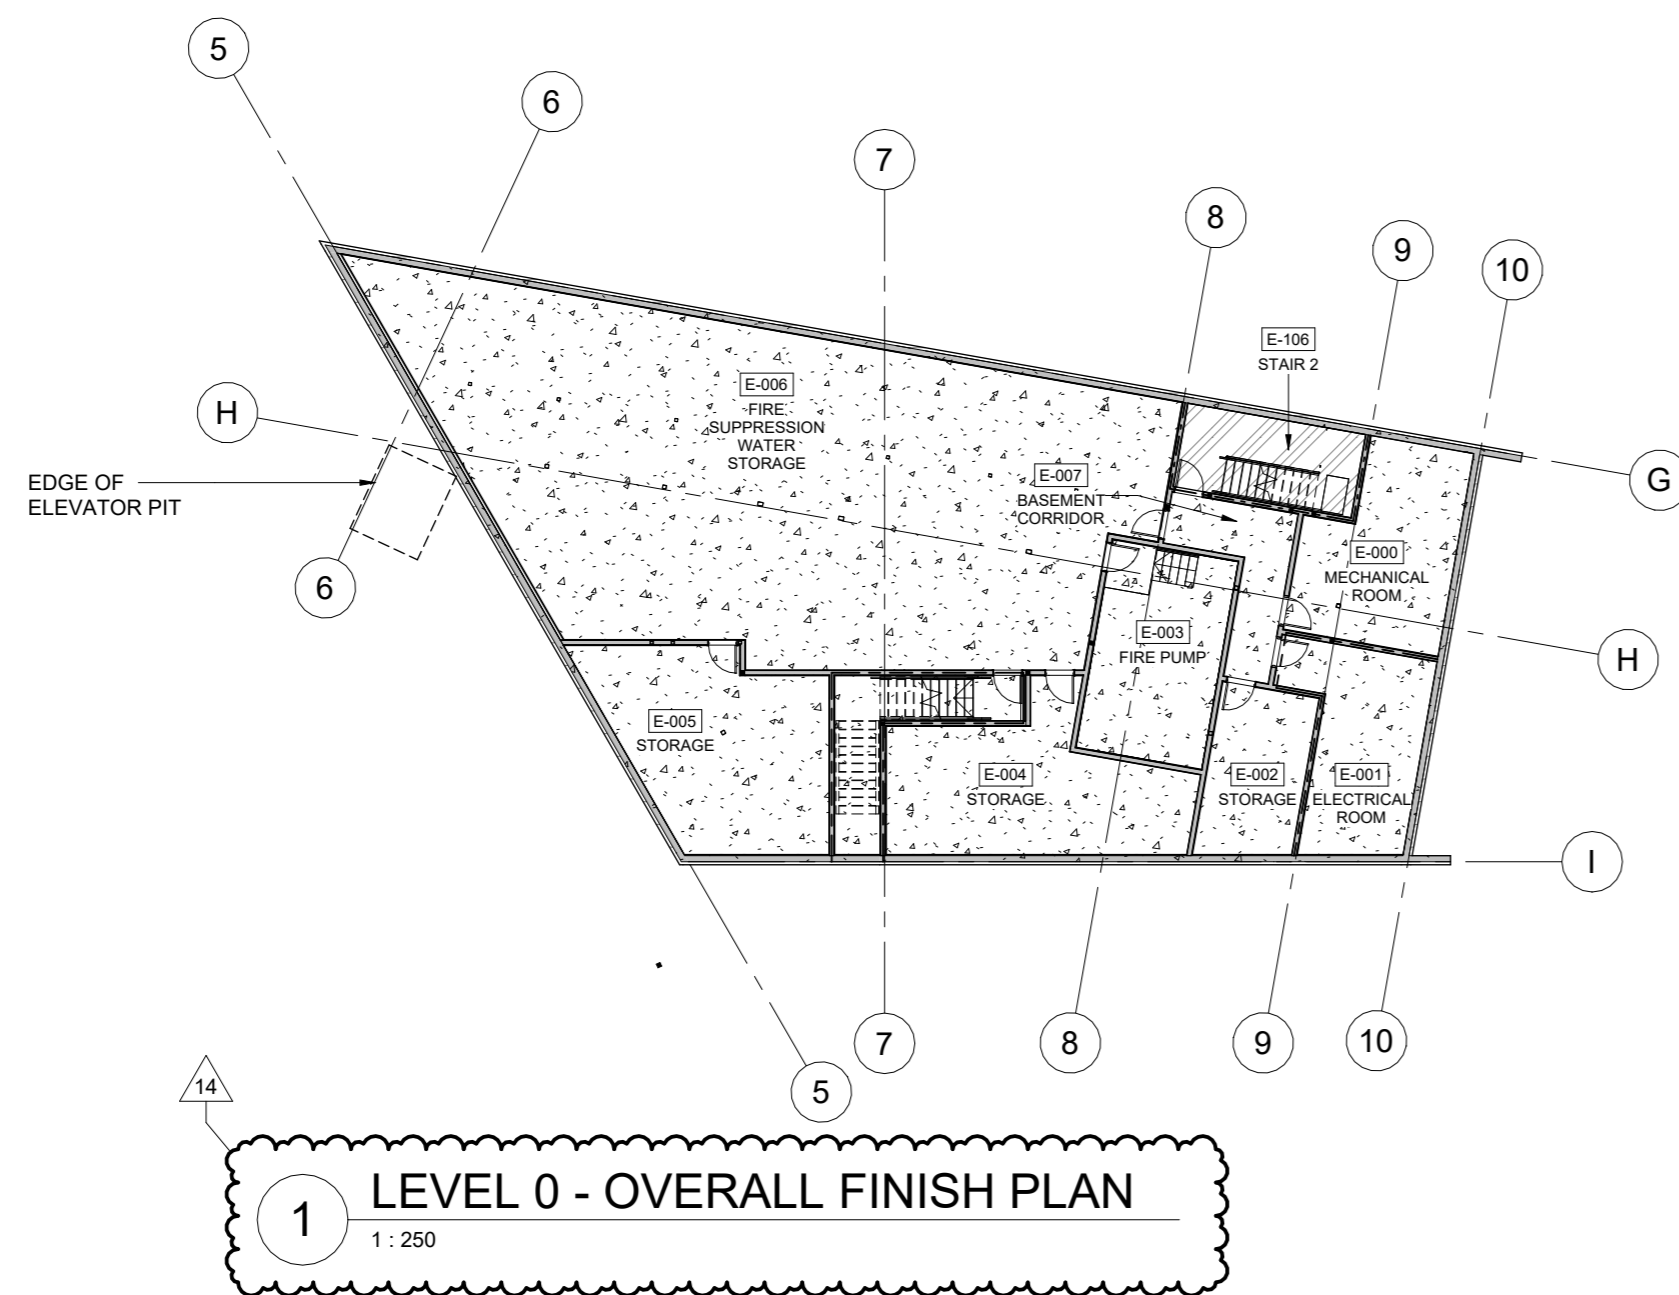 5
6
7
8
9
10
E-106
STAIR 2
E-006
FIRE
SUPPRESSION
WATER
STORAGE
H
EDGE OF
ELEVATOR PIT
E-007
BASEMENT
CORRIDOR
G
E-000
MECHANICAL
ROOM
6
E-003
FIRE PUMP
H
E-005
STORAGE
E-004
STORAGE
E-002
STORAGE
E-001
ELECTRICAL
ROOM
I
7
8
9
10
5
14
1
LEVEL 0 - OVERALL FINISH PLAN
1 : 250